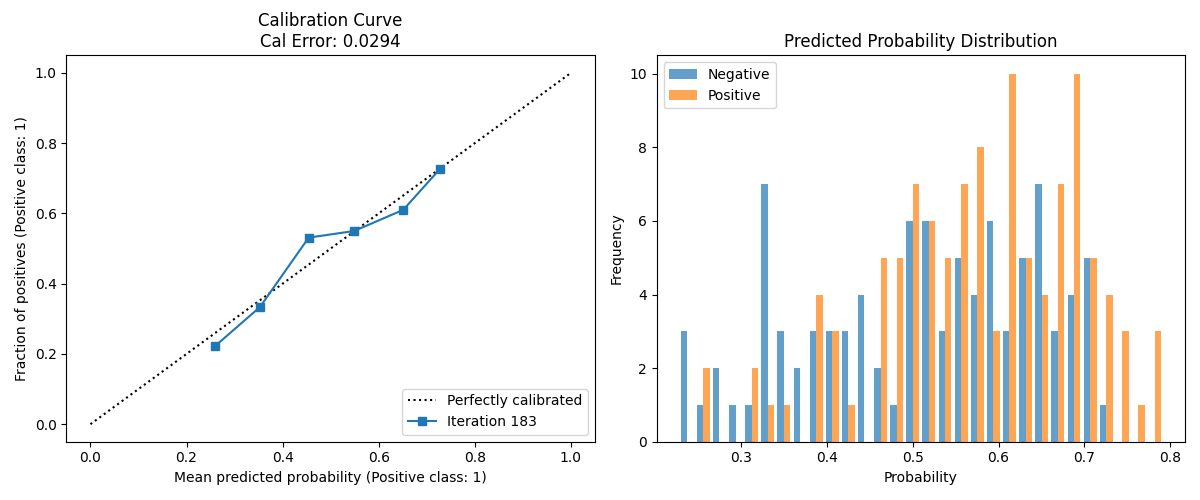 Calibration Curve
Cal Error: 0.0294
Fraction of positives (Positive class: 1)
1.0
0.8
0.6
0.4
0.2
0.0
Perfectly calibrated
Iteration 183
0.0 0.2 0.4 0.6 0.8 1.0
Mean predicted probability (Positive class: 1)
Predicted Probability Distribution
Frequency
10
8
6
4
2
0
Negative
Positive
0.3 0.4 0.5 0.6 0.7 0.8
Probability